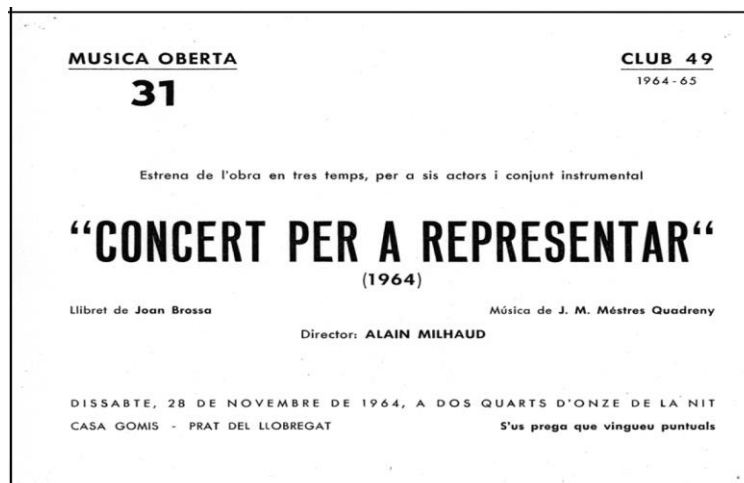 MUSICA OBERTA
31
CLUB 49
1964-65
Estrena de l'obra en tres temps, per a sis actors i conjunt instrumental
“CONCERT PER A REPRESENTAR“
(1964)
Llibret de Joan Brossa
Música de J. M. Méstres Quadreny
Director: ALAIN MILHAUD
DISSABTE, 28 DE NOVEMBRE DE 1964, A DOS QUARTS D'ONZE DE LA NIT
CASA GOMIS - PRAT DEL LLOBREGAT
S'us prega que vingueu puntuals